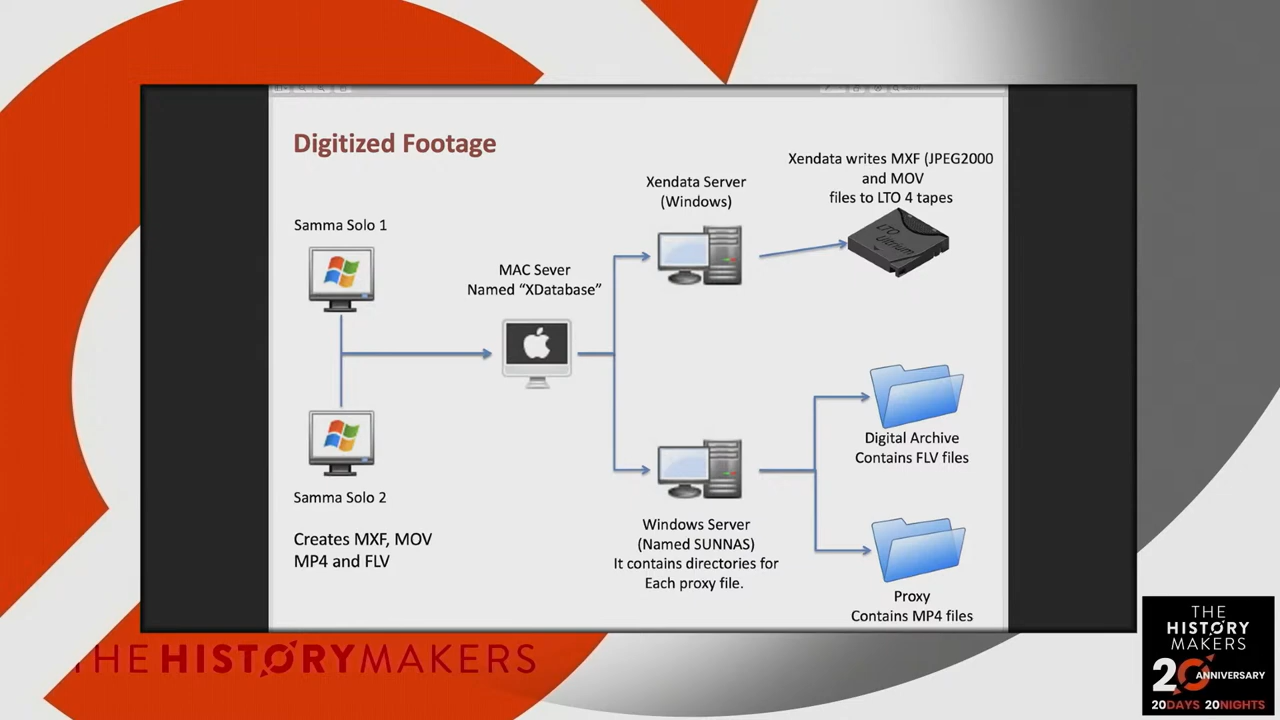 Digitized Footage
Samma Solo 1
Samma Solo 2
Creates MXF, MOV
MP4 and FLV
MAC Sever
Named “XDatabase”
Xendata Server
(Windows)
Xendata writes MXF (JPEG2000
and MOV
files to LTO 4 tapes
LTO
Ultrium
Windows Server
(Named SUNNAS)
It contains directories for
Each proxy file.
Digital Archive
Contains FLV files
Proxy
Contains MP4 files
THE HISTORYMAKERS
THE
HISTORY
MAKERS
20 ANNIVERSARY
20DAYS 20NIGHTS